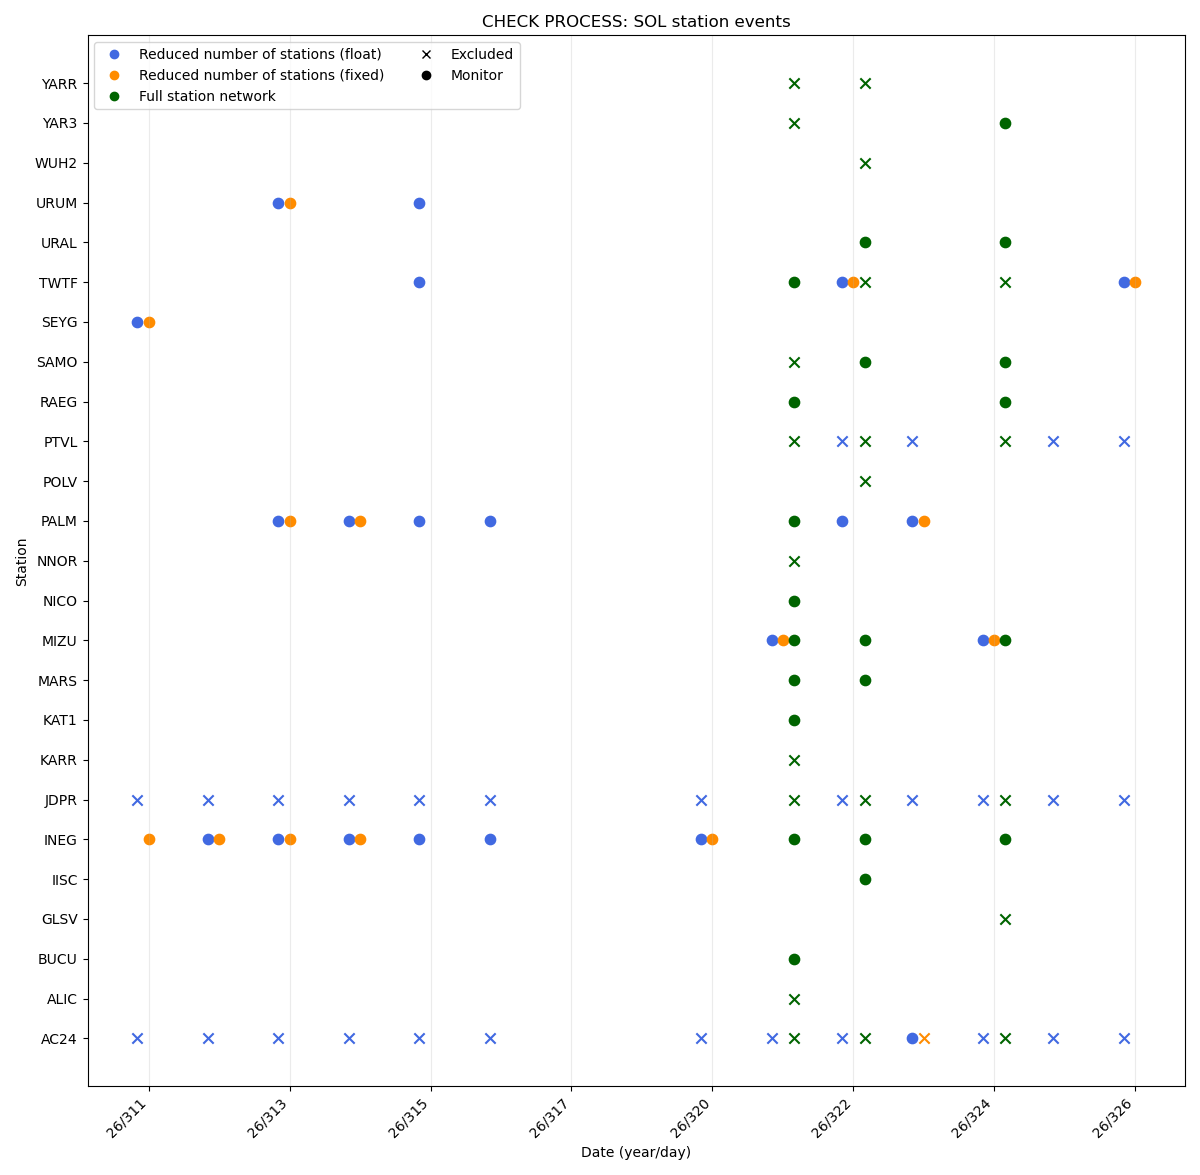 CHECK PROCESS: SOL station events
Reduced number of stations (float)
Reduced number of stations (fixed)
Full station network
Excluded
Monitor
YARR
YAR3
WUH2
URUM
URAL
TWTF
SEYG
SAMO
RAEG
PTVL
POLV
PALM
NNOR
NICO
MIZU
MARS
KAT1
KARR
JDPR
INEG
IISC
GLSV
BUCU
ALIC
AC24
Station
26/311
26/313
26/315
26/317
26/320
26/322
26/324
26/326
Date (year/day)